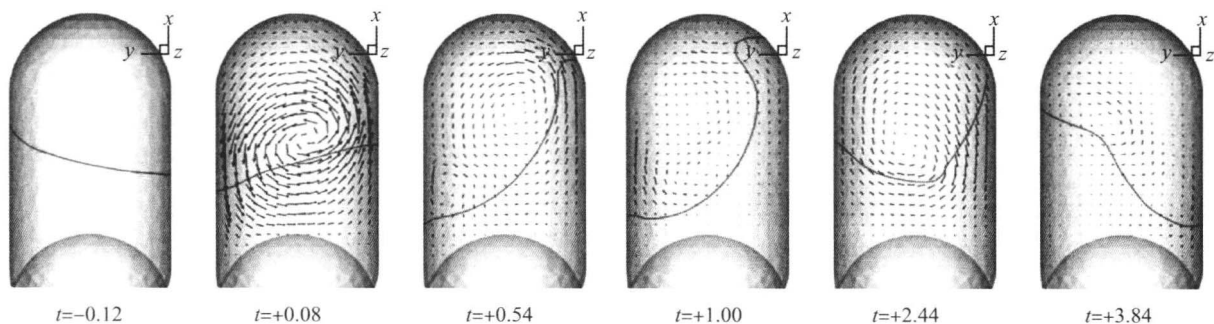 x
y z
x
y z
x
y z
x
y z
x
y z
x
y z
t=−0.12 t=+0.08 t=+0.54 t=+1.00 t=+2.44 t=+3.84